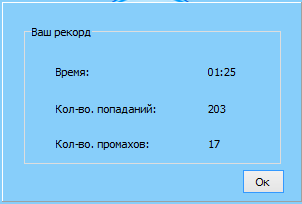 Ваш рекорд
Время: 01:25
Кол-во. попаданий: 203
Кол-во. промахов: 17
Ок